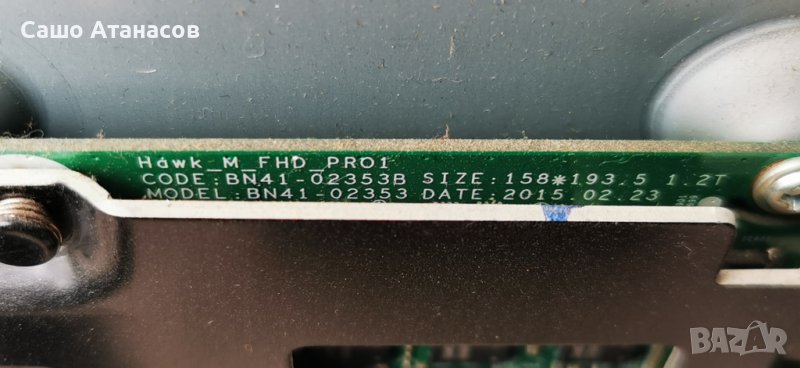 Сашо Атанасов
Hawk_M_FHD_PRO1
CODE:BN41-02353B SIZE:158*193.5 1.2T
MODEL:BN41-02353 DATE:2015.02.23
BAZAR